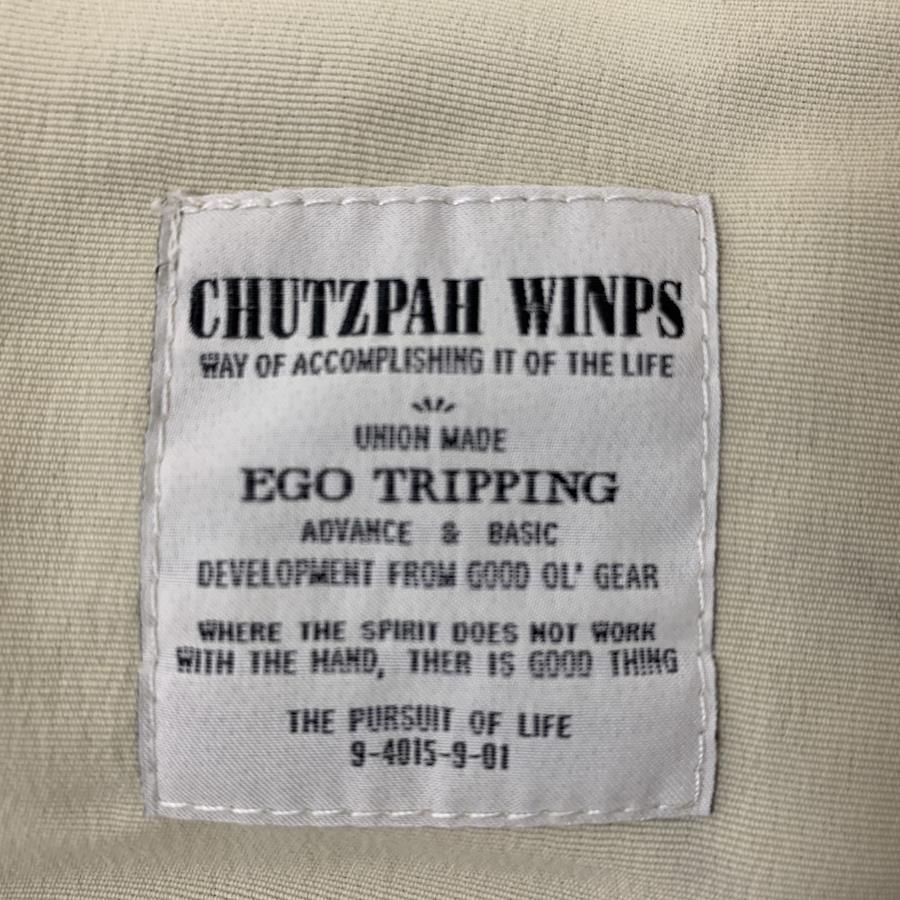 CHUTZPAH WINPS
WAY OF ACCOMPLISHING IT OF THE LIFE
UNION MADE
EGO TRIPPING
ADVANCE & BASIC
DEVELOPMENT FROM GOOD OL' GEAR
WHERE THE SPIRIT DOES NOT WORK
WITH THE HAND, THER IS GOOD THING
THE PURSUIT OF LIFE
9-4015-9-01